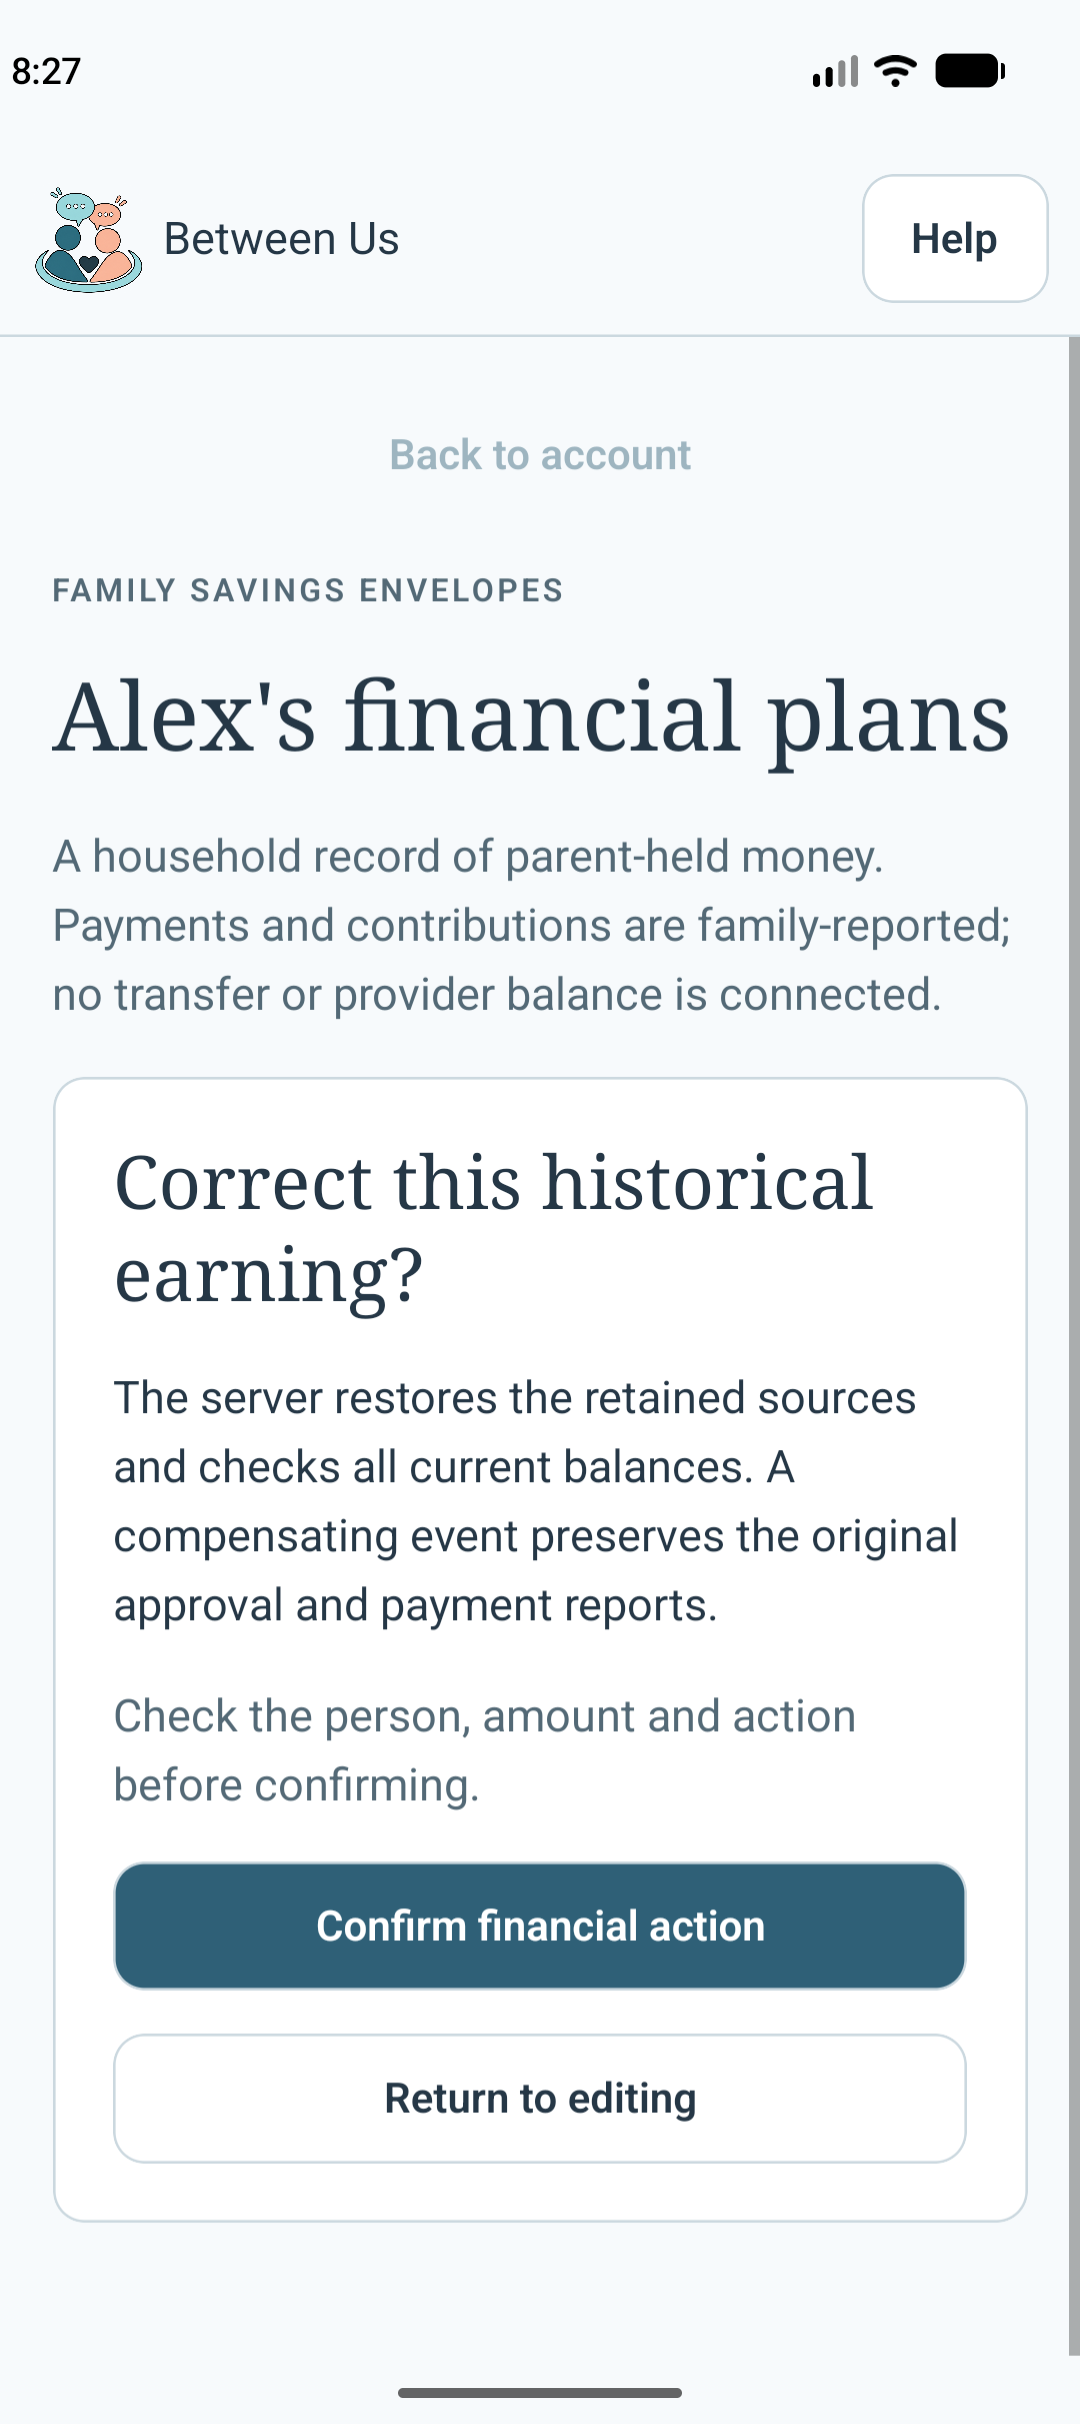 8:27
Between Us
Help
Back to account
FAMILY SAVINGS ENVELOPES
Alex's financial plans
A household record of parent-held money.
Payments and contributions are family-reported;
no transfer or provider balance is connected.
Correct this historical
earning?
The server restores the retained sources
and checks all current balances. A
compensating event preserves the original
approval and payment reports.
Check the person, amount and action
before confirming.
Confirm financial action
Return to editing